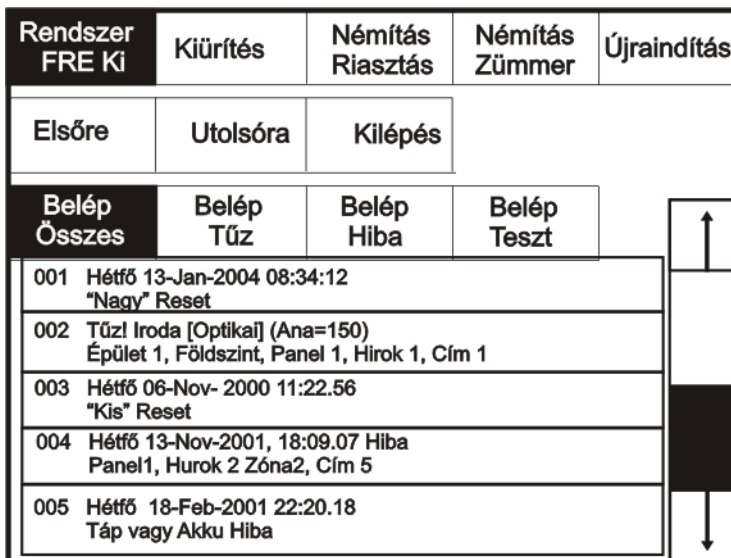 Rendszer
FRE Ki
Kiürítés
Némítás
Riasztás
Némítás
Zümmer
Újraindítás
Elsőre
Utolsóra
Kilépés
Belép
Összes
Belép
Tűz
Belép
Hiba
Belép
Teszt
001 Hétfő 13-Jan-2004 08:34:12
“Nagy” Reset
002 Tűz! Iroda [Optikai] (Ana=150)
Épület 1, Földszint, Panel 1, Hirok 1, Cím 1
003 Hétfő 06-Nov- 2000 11:22.56
“Kis” Reset
004 Hétfő 13-Nov-2001, 18:09.07 Hiba
Panel1, Hurok 2 Zóna2, Cím 5
005 Hétfő 18-Feb-2001 22:20.18
Táp vagy Akku Hiba